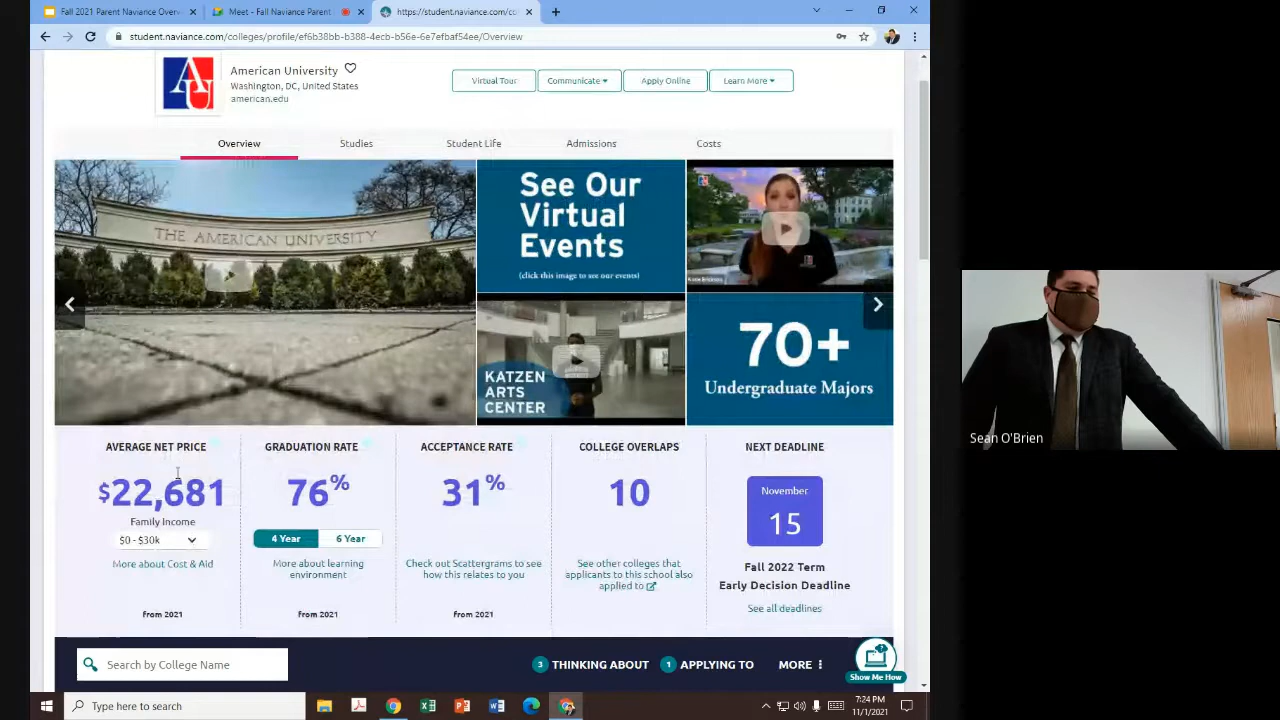 Fall 2021 Parent Naviance Overv
Meet - Fall Naviance Parent
https://student.naviance.com/co
student.naviance.com/colleges/profile/ef6b38bb-b388-4ecb-b56e-6e7efbaf54ee/Overview
AU
American University
Washington, DC, United States
american.edu
Virtual Tour
Communicate
Apply Online
Learn More
Overview
Studies
Student Life
Admissions
Costs
THE AMERICAN UNIVERSITY
See Our
Virtual
Events
(click this image to see our events)
KATZEN
ARTS
CENTER
70+
Undergraduate Majors
AVERAGE NET PRICE
$22,681
Family Income
$0 - $30k
More about Cost & Aid
from 2021
GRADUATION RATE
76%
4 Year
6 Year
More about learning
environment
from 2021
ACCEPTANCE RATE
31%
Check out Scattergrams to see
how this relates to you
from 2021
COLLEGE OVERLAPS
10
See other colleges that
applicants to this school also
applied to
NEXT DEADLINE
November
15
Fall 2022 Term
Early Decision Deadline
See all deadlines
Search by College Name
3 THINKING ABOUT
1 APPLYING TO
MORE
Show Me How
Type here to search
7:24 PM
11/1/2021
Sean O'Brien